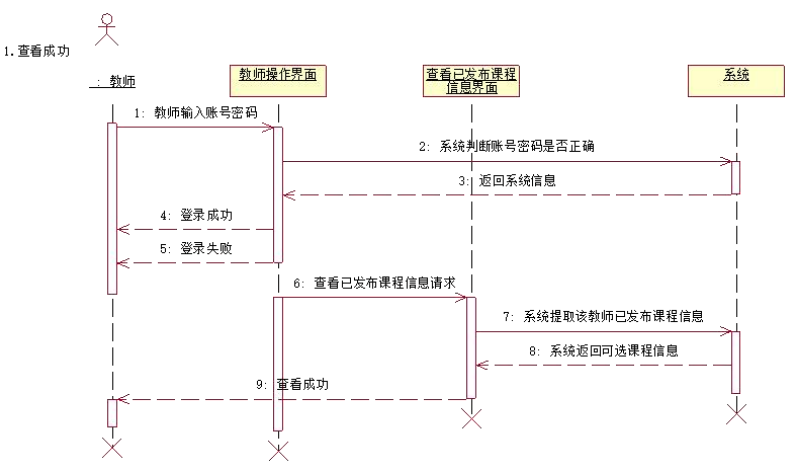 1.查看成功
: 教师
教师操作界面
查看已发布课程
信息界面
系统
1: 教师输入账号密码
2: 系统判断账号密码是否正确
3: 返回系统信息
4: 登录成功
5: 登录失败
6: 查看已发布课程信息请求
7: 系统提取该教师已发布课程信息
8: 系统返回可选课程信息
9: 查看成功